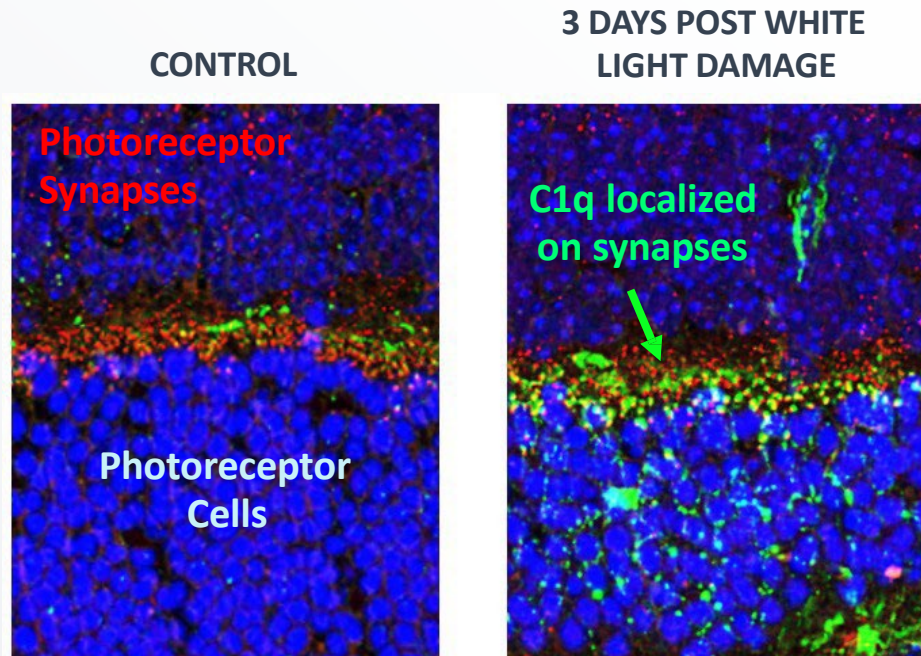 CONTROL
Photoreceptor
Synapses
Photoreceptor
Cells
3 DAYS POST WHITE
LIGHT DAMAGE
C1q localized
on synapses